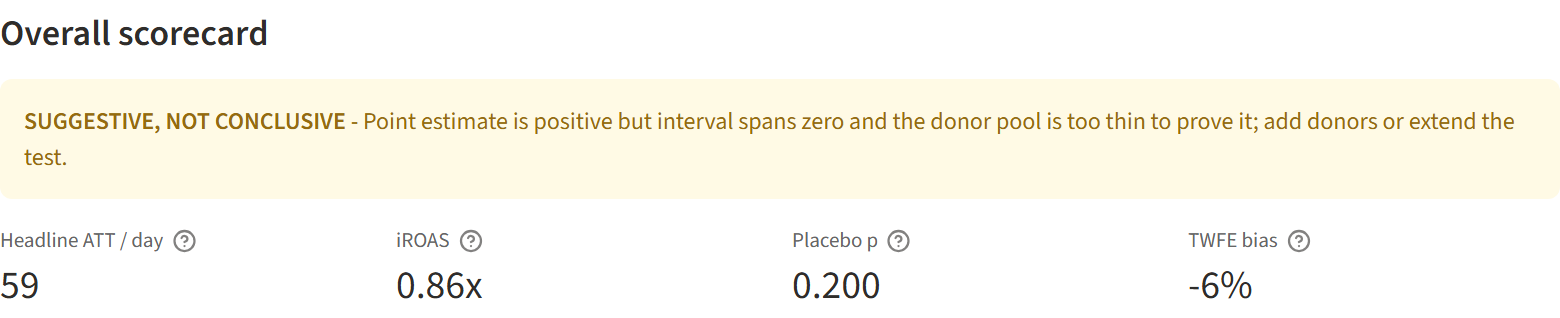 Overall scorecard
SUGGESTIVE, NOT CONCLUSIVE - Point estimate is positive but interval spans zero and the donor pool is too thin to prove it; add donors or extend the
test.
Headline ATT / day ? iROAS ? Placebo p ? TWFE bias ?
59 0.86x 0.200 -6%